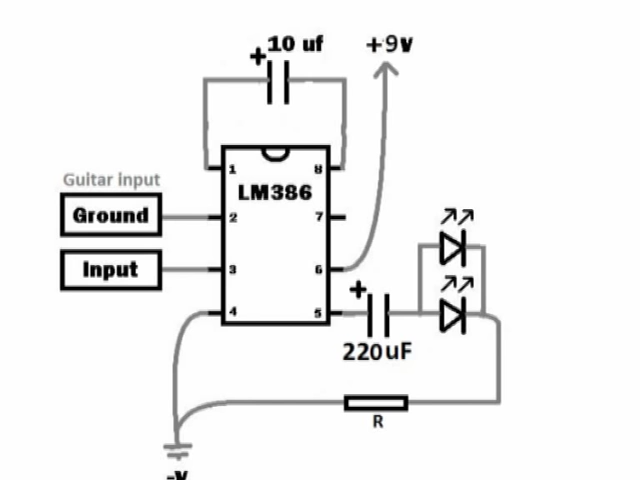 + 10 uf
+9v
1 8
LM386
Guitar input
Ground
2 7
Input
3 6
4 5
+
220uF
R
-v